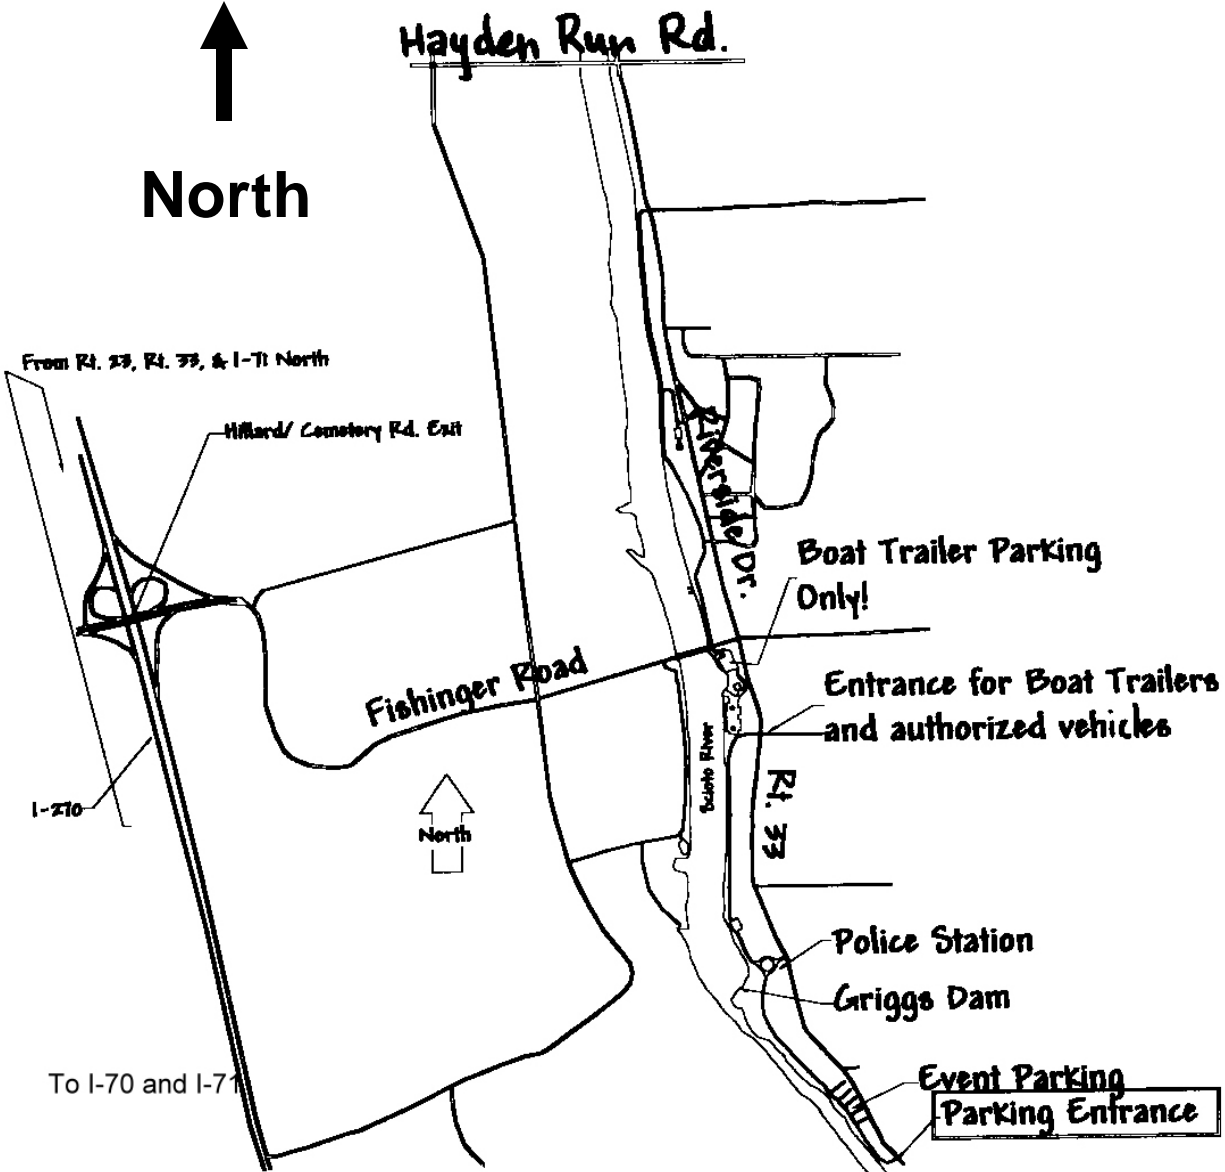 Hayden Run Rd.
North
From Rt. 23, Rt. 33, & I-71 North
Hilliard/ Cemetery Rd. Exit
Riverside Dr.
Boat Trailer Parking
Only!
Fishinger Road
Entrance for Boat Trailers
and authorized vehicles
Scioto River
Rt. 33
I-270
North
Police Station
Griggs Dam
To I-70 and I-71
Event Parking
Parking Entrance